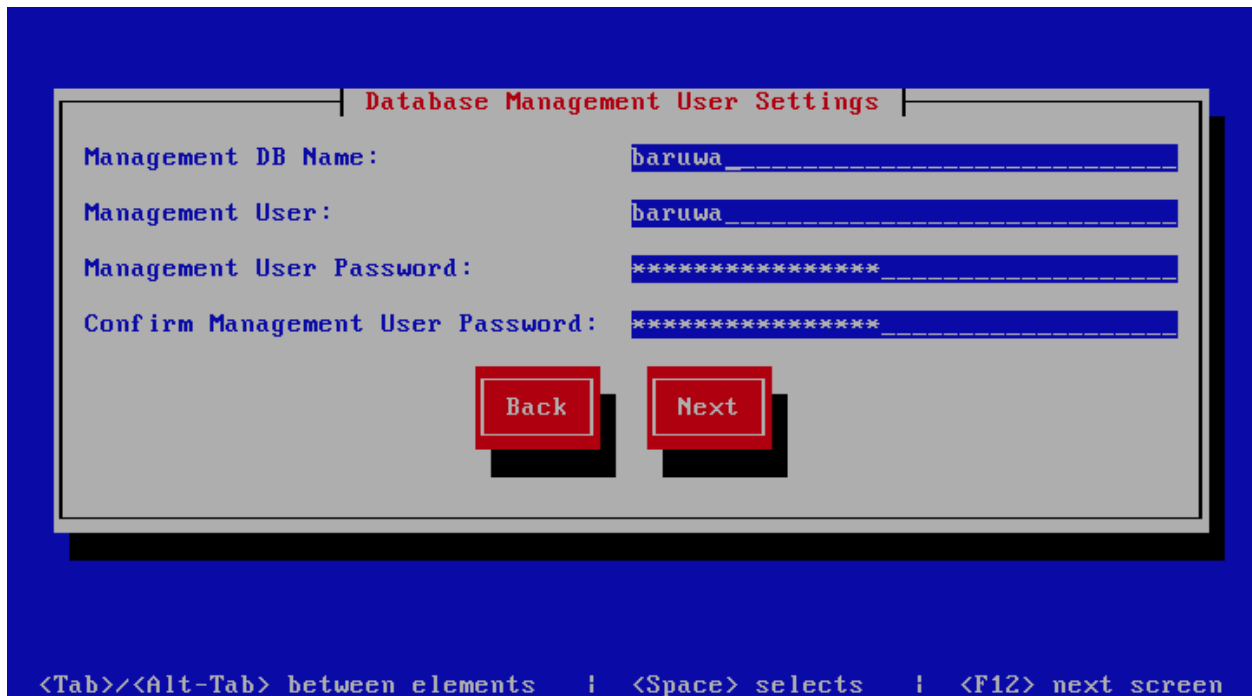 Database Management User Settings
Management DB Name: baruwa
Management User: baruwa
Management User Password: ****************
Confirm Management User Password: ****************
Back Next
<Tab>/<Alt-Tab> between elements | <Space> selects | <F12> next screen